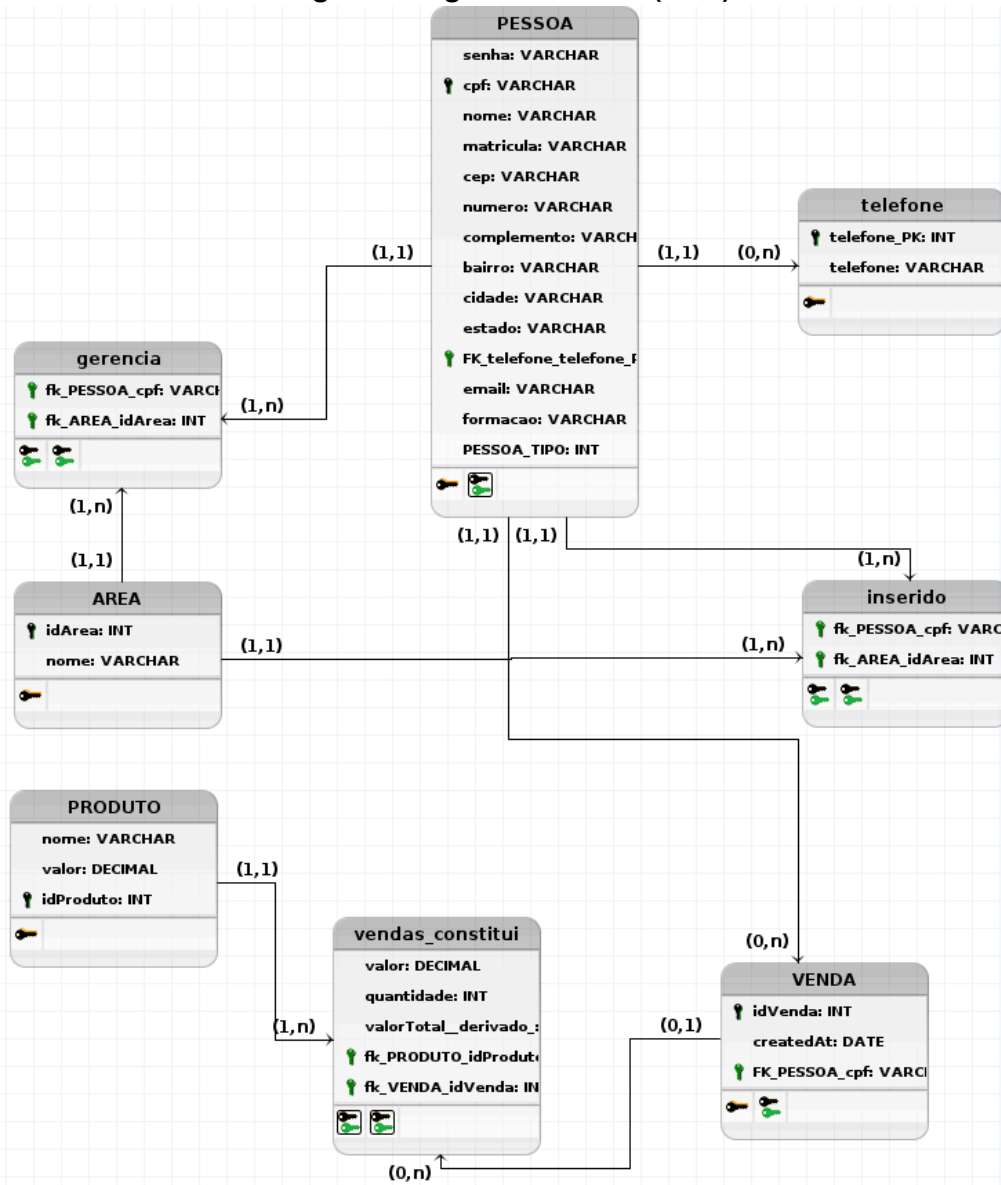 PESSOA
senha: VARCHAR
cpf: VARCHAR
nome: VARCHAR
matricula: VARCHAR
cep: VARCHAR
numero: VARCHAR
complemento: VARCH
bairro: VARCHAR
cidade: VARCHAR
estado: VARCHAR
FK_telefone_telefone_
email: VARCHAR
formacao: VARCHAR
PESSOA_TIPO: INT
telefone
telefone_PK: INT
telefone: VARCHAR
(1,1)
(1,1)
(0,n)
gerencia
fk_PESSOA_cpf: VARCH
fk_AREA_idArea: INT
(1,n)
(1,n)
(1,1)
(1,1)
(1,1)
(1,n)
AREA
idArea: INT
nome: VARCHAR
(1,1)
(1,n)
inserido
fk_PESSOA_cpf: VARC
fk_AREA_idArea: INT
PRODUTO
nome: VARCHAR
valor: DECIMAL
idProduto: INT
(1,1)
(1,n)
vendas_constitui
valor: DECIMAL
quantidade: INT
valorTotal__derivado_:
fk_PRODUTO_idProdut
fk_VENDA_idVenda: IN
(0,n)
(0,n)
VENDA
idVenda: INT
createdAt: DATE
FK_PESSOA_cpf: VARC
(0,1)